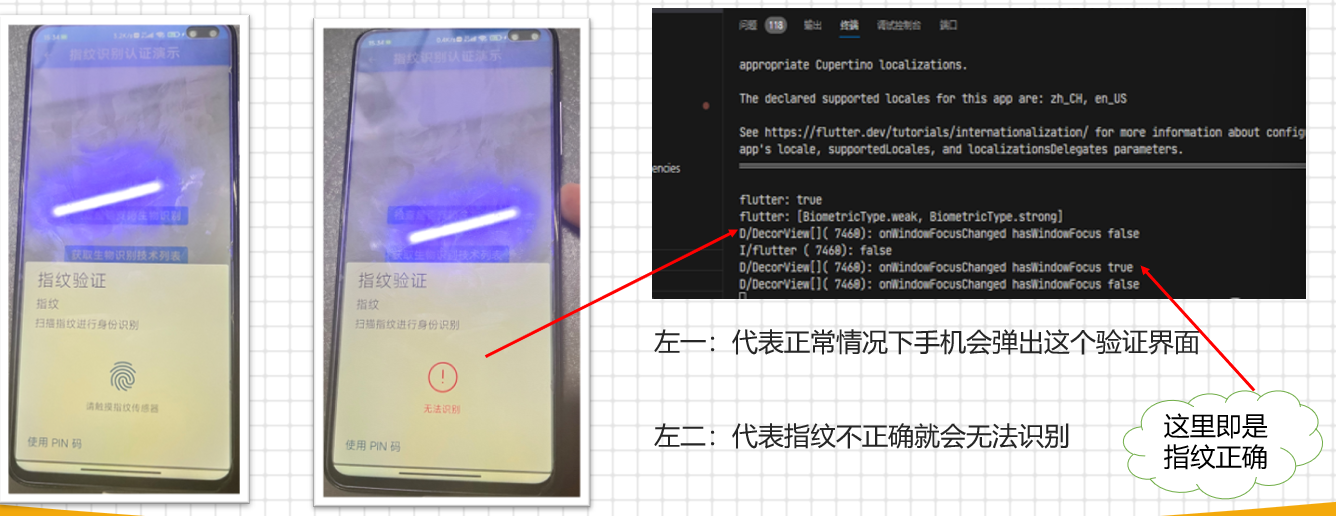 指纹识别认证演示
获取生物识别技术列表
指纹验证
指纹
扫描指纹进行身份识别
请触摸指纹传感器
使用 PIN 码
指纹识别认证演示
指纹验证
指纹
扫描指纹进行身份识别
无法识别
使用 PIN 码
问题 118 输出 终端 调试控制台 端口
appropriate Cupertino localizations.
The declared supported locales for this app are: zh_CH, en_US
See https://flutter.dev/tutorials/internationalization/ for more information about config
app's locale, supportedLocales, and localizationsDelegates parameters.
encies
flutter: true
flutter: [BiometricType.weak, BiometricType.strong]
D/DecorView[]( 7460): onWindowFocusChanged hasWindowFocus false
I/flutter ( 7460): false
D/DecorView[]( 7460): onWindowFocusChanged hasWindowFocus true
D/DecorView[]( 7460): onWindowFocusChanged hasWindowFocus false
左一：代表正常情况下手机会弹出这个验证界面
左二：代表指纹不正确就会无法识别
这里即是
指纹正确